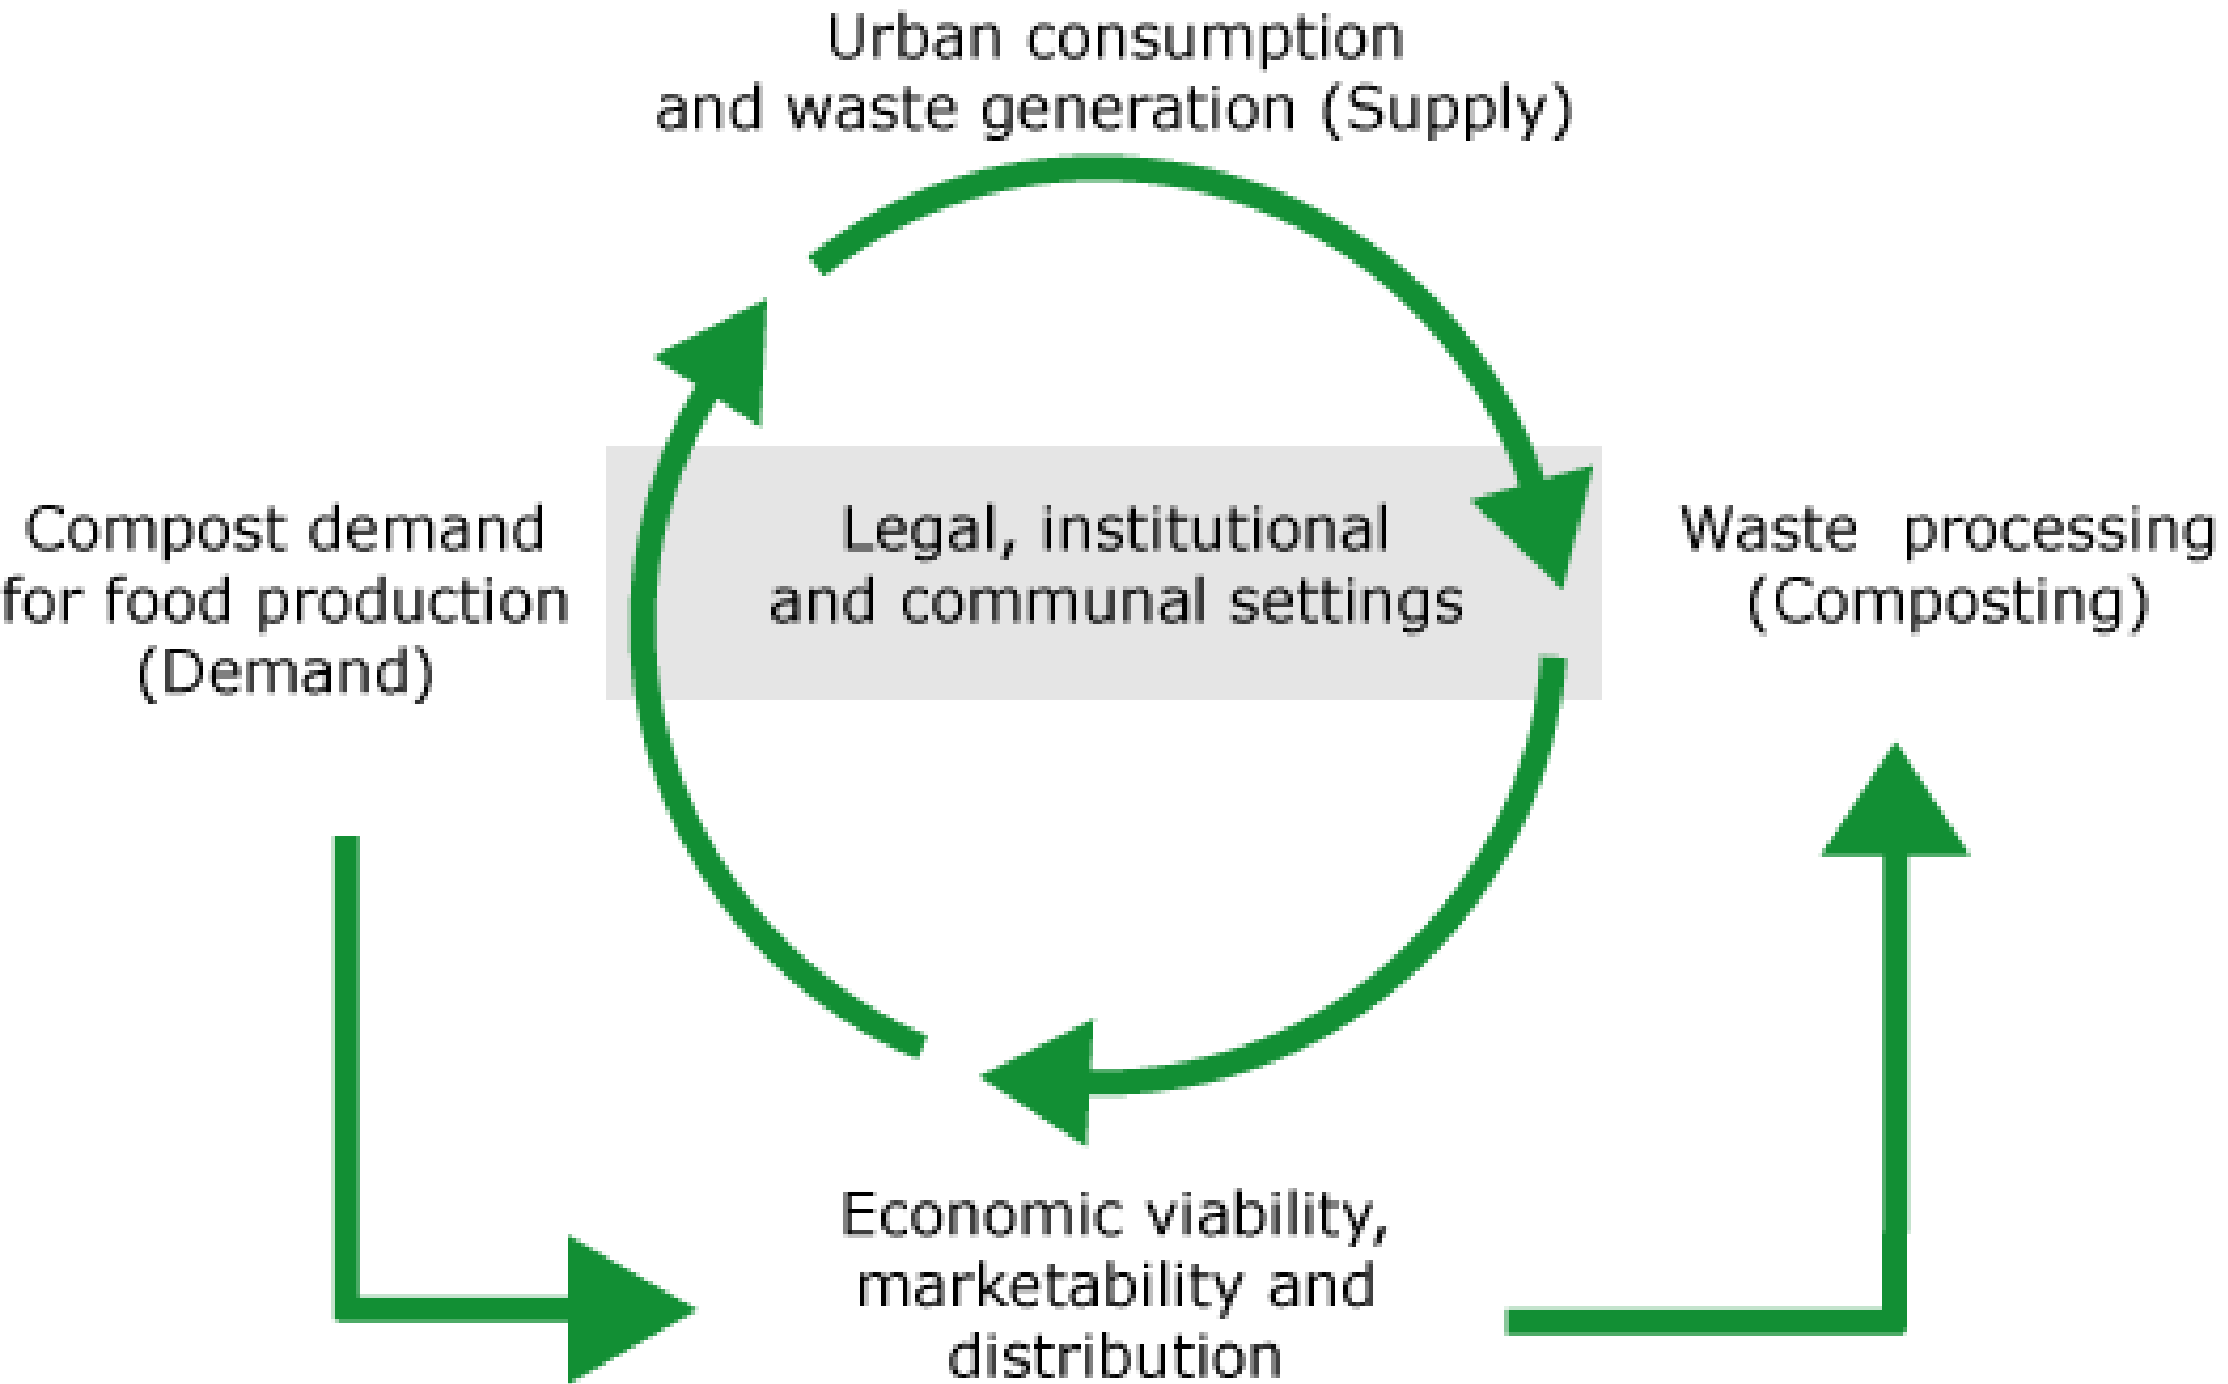 Urban consumption
and waste generation (Supply)
Compost demand
for food production
(Demand)
Legal, institutional
and communal settings
Waste  processing
(Composting)
Economic viability,
marketability and
distribution